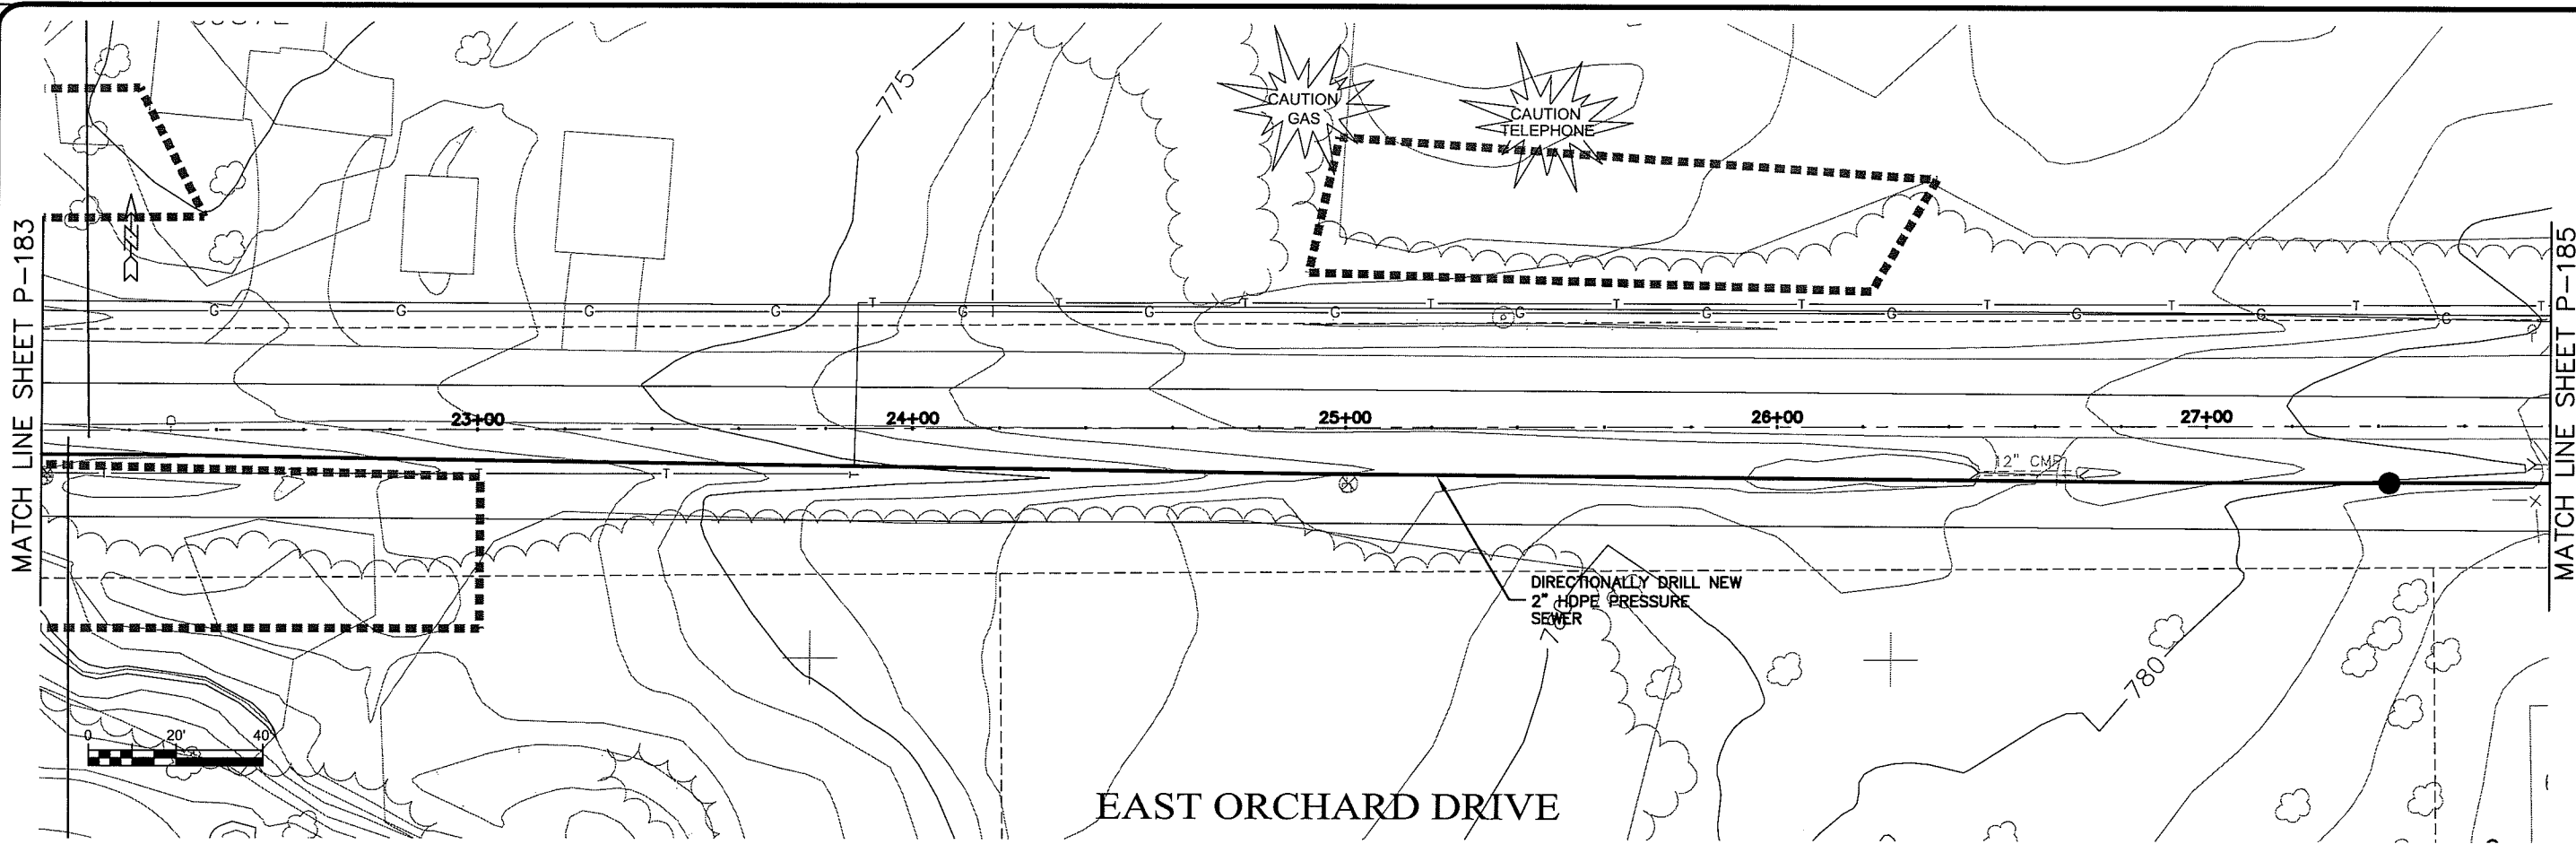 775
CAUTION
GAS
CAUTION
TELEPHONE
MATCH LINE SHEET P-183
MATCH LINE SHEET P-185
T T T T T T T T T T
G G G G G G G G G G G G G
23+00 24+00 25+00 26+00 27+00
12" CMP
T T T T
DIRECTIONALLY DRILL NEW
2" HDPE PRESSURE
SEWER
780
0 20' 40'
EAST ORCHARD DRIVE